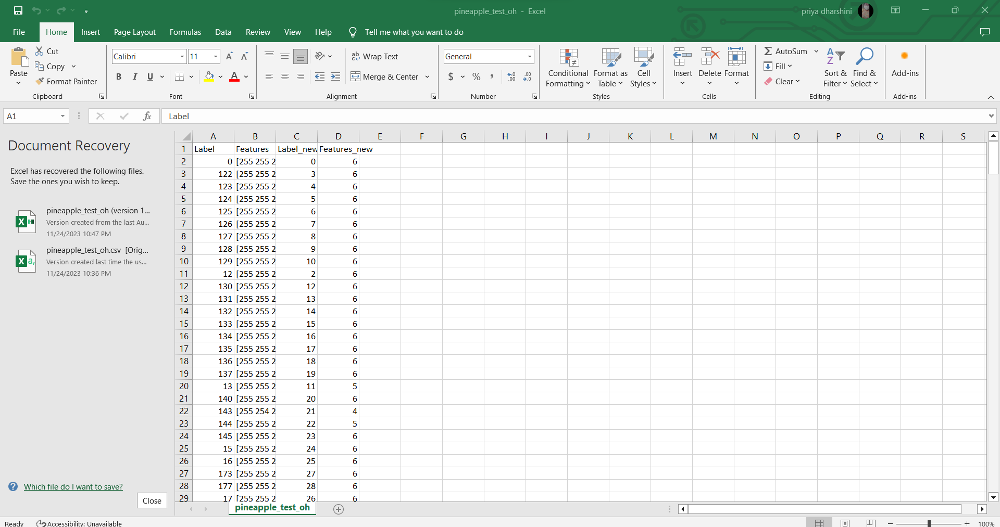 pineapple_test_oh - Excel
priya dharshini
File Home Insert Page Layout Formulas Data Review View Help Tell me what you want to do
Paste
Cut
Copy
Format Painter
Clipboard
Calibri 11
B I U
Font
Wrap Text
Merge & Center
Alignment
General
$ % ,
Number
Conditional Formatting
Format as Table
Cell Styles
Styles
Insert Delete Format
Cells
AutoSum
Fill
Clear
Sort & Filter
Find & Select
Editing
Add-ins
Add-ins
A1 fx Label
Document Recovery
Excel has recovered the following files.
Save the ones you wish to keep.
pineapple_test_oh (version 1...
Version created from the last Au...
11/24/2023 10:47 PM
pineapple_test_oh.csv [Orig...
Version created last time the us...
11/24/2023 10:36 PM
Which file do I want to save?
Close
A B C D E F G H I J K L M N O P Q R S
1 Label Features Label_new Features_new
2 0 [255 255 2 0 6
3 122 [255 255 2 3 6
4 123 [255 255 2 4 6
5 124 [255 255 2 5 6
6 125 [255 255 2 6 6
7 126 [255 255 2 7 6
8 127 [255 255 2 8 6
9 128 [255 255 2 9 6
10 129 [255 255 2 10 6
11 12 [255 255 2 2 6
12 130 [255 255 2 12 6
13 131 [255 255 2 13 6
14 132 [255 255 2 14 6
15 133 [255 255 2 15 6
16 134 [255 255 2 16 6
17 135 [255 255 2 17 6
18 136 [255 255 2 18 6
19 137 [255 255 2 19 6
20 13 [255 255 2 11 5
21 140 [255 255 2 20 6
22 143 [255 254 2 21 4
23 144 [255 255 2 22 5
24 145 [255 255 2 23 6
25 15 [255 255 2 24 6
26 16 [255 255 2 25 6
27 173 [255 255 2 27 6
28 177 [255 255 2 28 6
29 17 [255 255 2 26 6
pineapple_test_oh
Ready Accessibility: Unavailable
100%